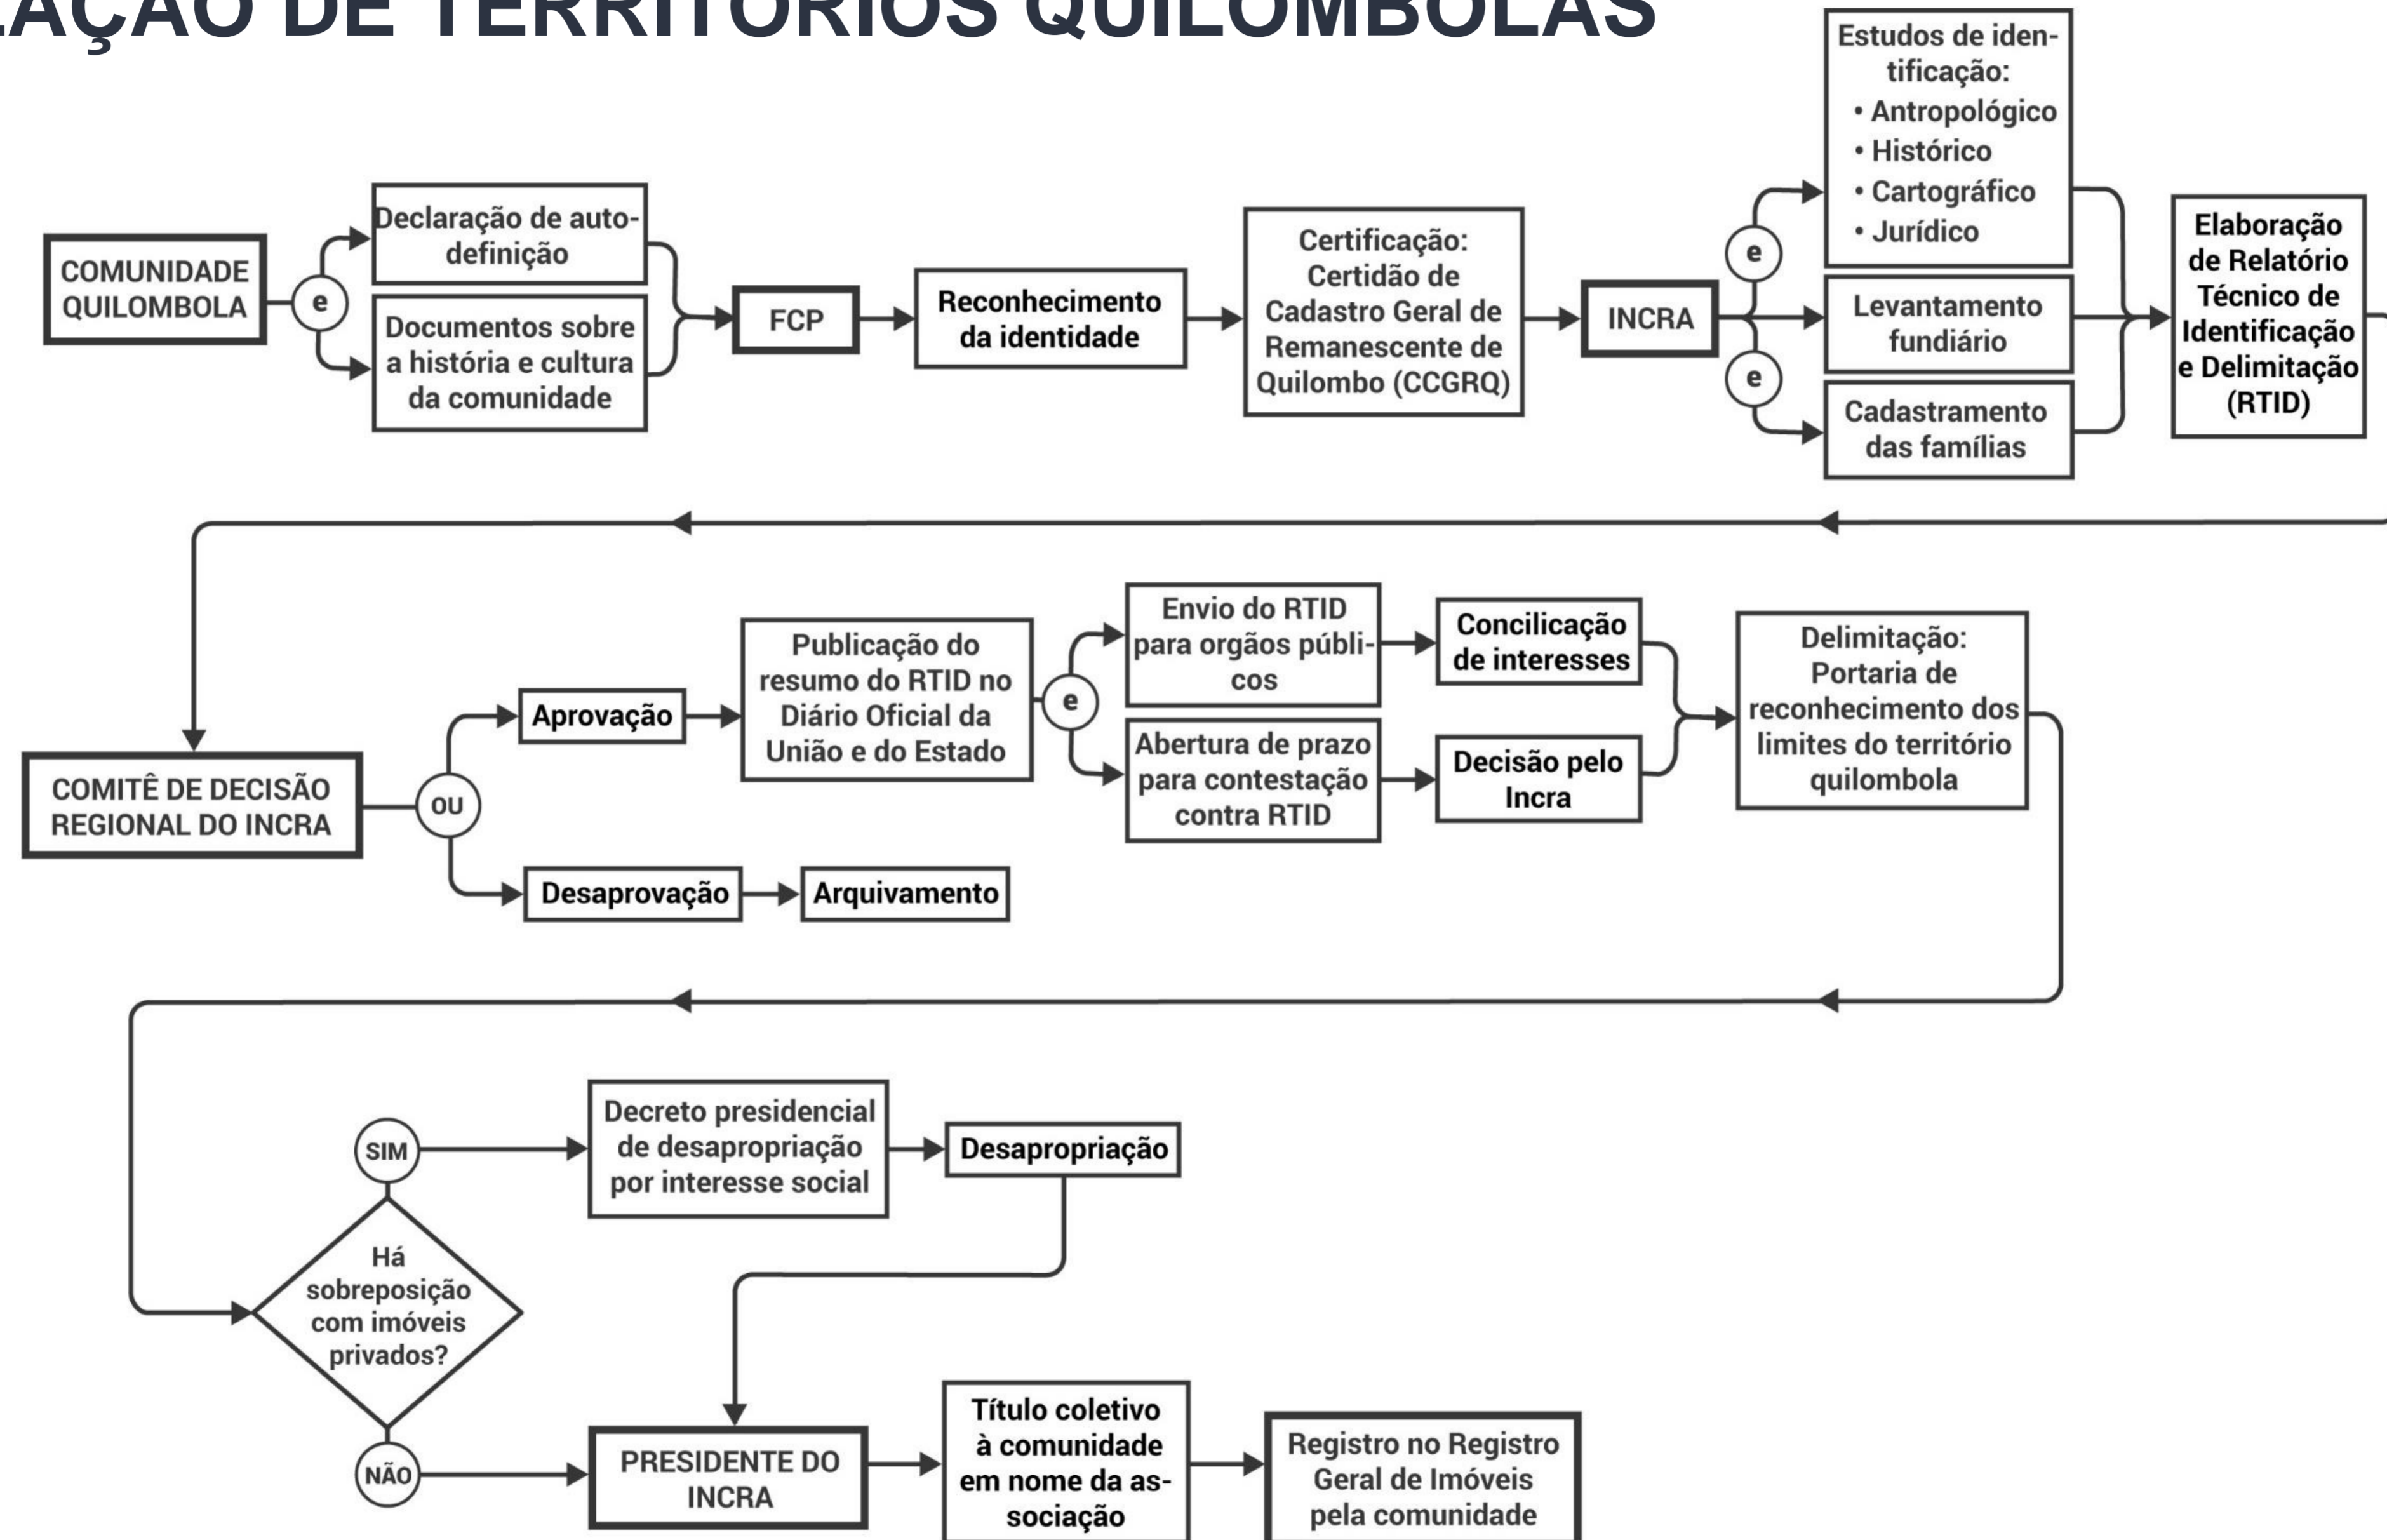 LAÇÃO DE TERRITÓRIOS QUILOMBOLAS
COMUNIDADE
QUILOMBOLA
e
Declaração de auto-
definição
Documentos sobre
a história e cultura
da comunidade
FCP
Reconhecimento
da identidade
Certificação:
Certidão de
Cadastro Geral de
Remanescente de
Quilombo (CCGRQ)
INCRA
e
e
Estudos de iden-
tificação:
• Antropológico
• Histórico
• Cartográfico
• Jurídico
Levantamento
fundiário
Cadastramento
das famílias
Elaboração
de Relatório
Técnico de
Identificação
e Delimitação
(RTID)
COMITÊ DE DECISÃO
REGIONAL DO INCRA
OU
Aprovação
Publicação do
resumo do RTID no
Diário Oficial da
União e do Estado
e
Envio do RTID
para orgãos públi-
cos
Concilicação
de interesses
Abertura de prazo
para contestação
contra RTID
Decisão pelo
Incra
Delimitação:
Portaria de
reconhecimento dos
limites do território
quilombola
Desaprovação
Arquivamento
SIM
Decreto presidencial
de desapropriação
por interesse social
Desapropriação
Há
sobreposição
com imóveis
privados?
NÃO
PRESIDENTE DO
INCRA
Título coletivo
à comunidade
em nome da as-
sociação
Registro no Registro
Geral de Imóveis
pela comunidade